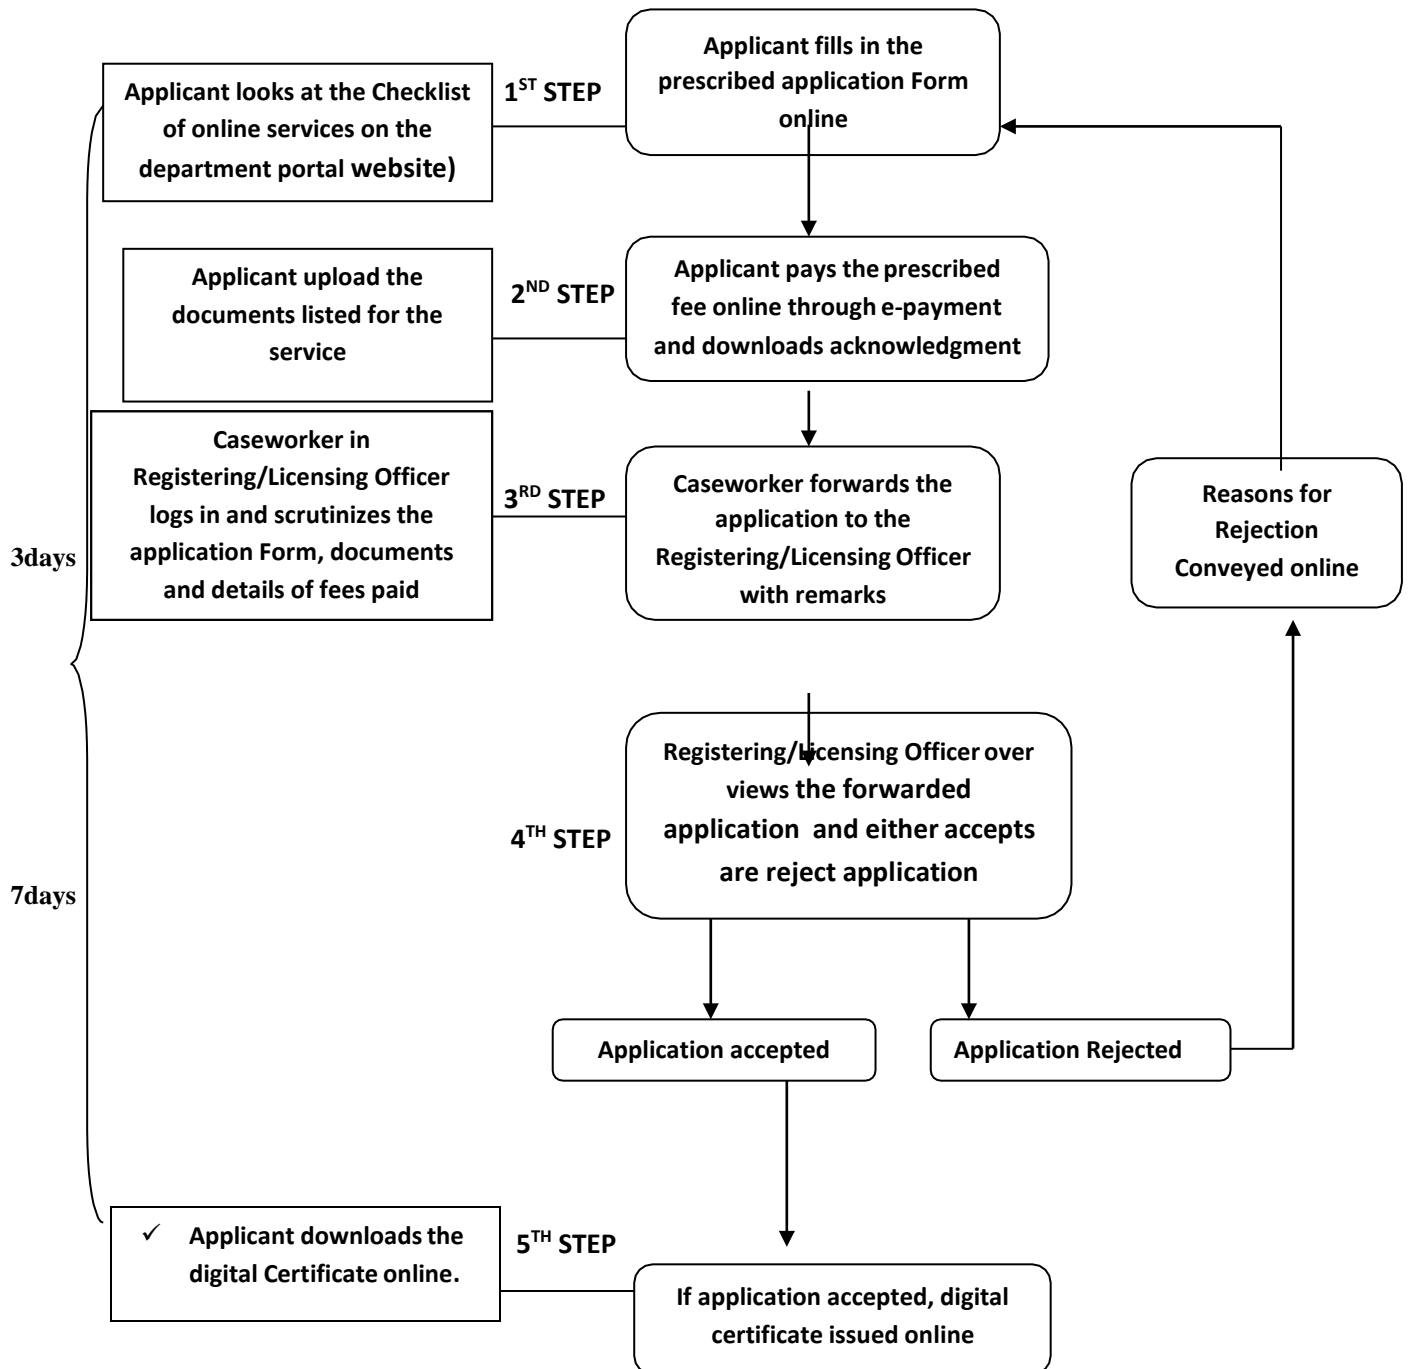 Applicant looks at the Checklist
of online services on the
department portal website)
1ST STEP
Applicant fills in the
prescribed application Form
online
Applicant upload the
documents listed for the
service
2ND STEP
Applicant pays the prescribed
fee online through e-payment
and downloads acknowledgment
Caseworker in
Registering/Licensing Officer
logs in and scrutinizes the
application Form, documents
and details of fees paid
3RD STEP
Caseworker forwards the
application to the
Registering/Licensing Officer
with remarks
Reasons for
Rejection
Conveyed online
3days
4TH STEP
Registering/Licensing Officer over
views the forwarded
application and either accepts
are reject application
7days
Application accepted
Application Rejected
✓ Applicant downloads the
digital Certificate online.
5TH STEP
If application accepted, digital
certificate issued online